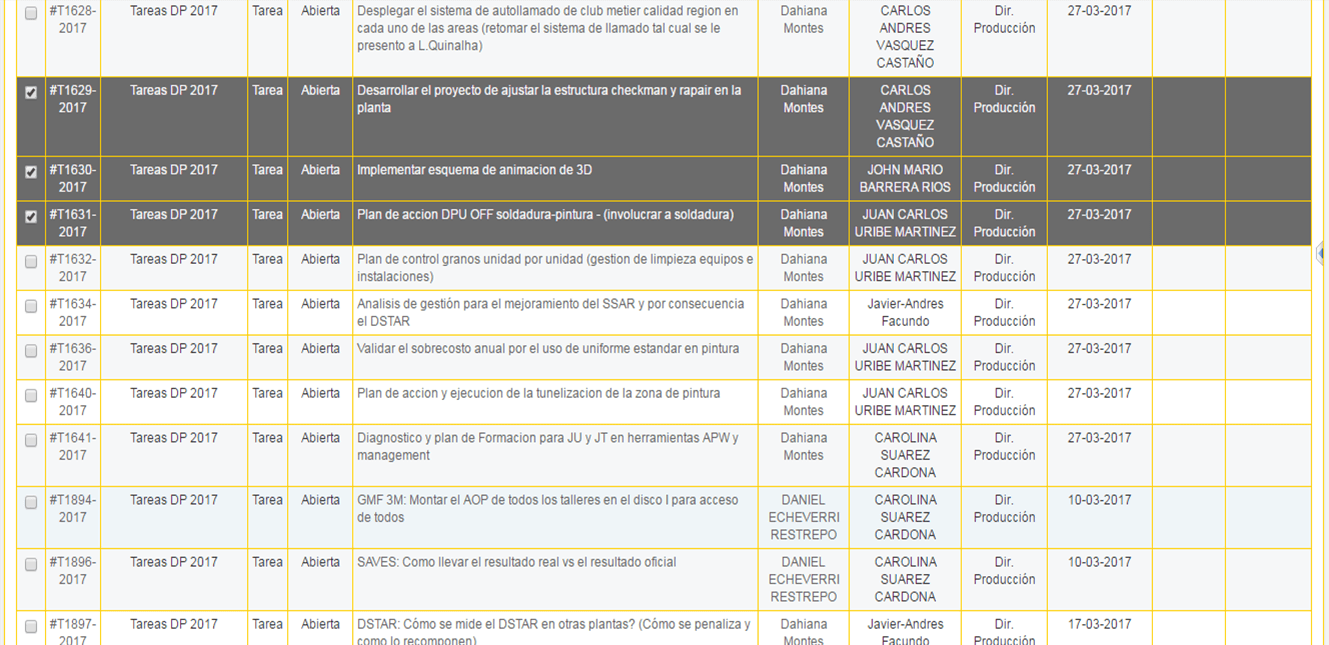 #T1628-2017 Tareas DP 2017 Tarea Abierta Desplegar el sistema de autollamado de club metier calidad region en cada uno de las areas (retomar el sistema de llamado tal cual se le presento a L.Quinalha) Dahiana Montes CARLOS ANDRES VASQUEZ CASTAÑO Dir. Producción 27-03-2017
#T1629-2017 Tareas DP 2017 Tarea Abierta Desarrollar el proyecto de ajustar la estructura checkman y rapair en la planta Dahiana Montes CARLOS ANDRES VASQUEZ CASTAÑO Dir. Producción 27-03-2017
#T1630-2017 Tareas DP 2017 Tarea Abierta Implementar esquema de animacion de 3D Dahiana Montes JOHN MARIO BARRERA RIOS Dir. Producción 27-03-2017
#T1631-2017 Tareas DP 2017 Tarea Abierta Plan de accion DPU OFF soldadura-pintura - (involucrar a soldadura) Dahiana Montes JUAN CARLOS URIBE MARTINEZ Dir. Producción 27-03-2017
#T1632-2017 Tareas DP 2017 Tarea Abierta Plan de control granos unidad por unidad (gestion de limpieza equipos e instalaciones) Dahiana Montes JUAN CARLOS URIBE MARTINEZ Dir. Producción 27-03-2017
#T1634-2017 Tareas DP 2017 Tarea Abierta Analisis de gestión para el mejoramiento del SSAR y por consecuencia el DSTAR Dahiana Montes Javier-Andres Facundo Dir. Producción 27-03-2017
#T1636-2017 Tareas DP 2017 Tarea Abierta Validar el sobrecosto anual por el uso de uniforme estandar en pintura Dahiana Montes JUAN CARLOS URIBE MARTINEZ Dir. Producción 27-03-2017
#T1640-2017 Tareas DP 2017 Tarea Abierta Plan de accion y ejecucion de la tunelizacion de la zona de pintura Dahiana Montes JUAN CARLOS URIBE MARTINEZ Dir. Producción 27-03-2017
#T1641-2017 Tareas DP 2017 Tarea Abierta Diagnostico y plan de Formacion para JU y JT en herramientas APW y management Dahiana Montes CAROLINA SUAREZ CARDONA Dir. Producción 27-03-2017
#T1894-2017 Tareas DP 2017 Tarea Abierta GMF 3M: Montar el AOP de todos los talleres en el disco I para acceso de todos DANIEL ECHEVERRI RESTREPO CAROLINA SUAREZ CARDONA Dir. Producción 10-03-2017
#T1896-2017 Tareas DP 2017 Tarea Abierta SAVES: Como llevar el resultado real vs el resultado oficial DANIEL ECHEVERRI RESTREPO CAROLINA SUAREZ CARDONA Dir. Producción 10-03-2017
#T1897-2017 Tareas DP 2017 Tarea Abierta DSTAR: Cómo se mide el DSTAR en otras plantas? (Cómo se penaliza y como lo recomponen) Dahiana Montes Javier-Andres Facundo Dir. Producción 17-03-2017